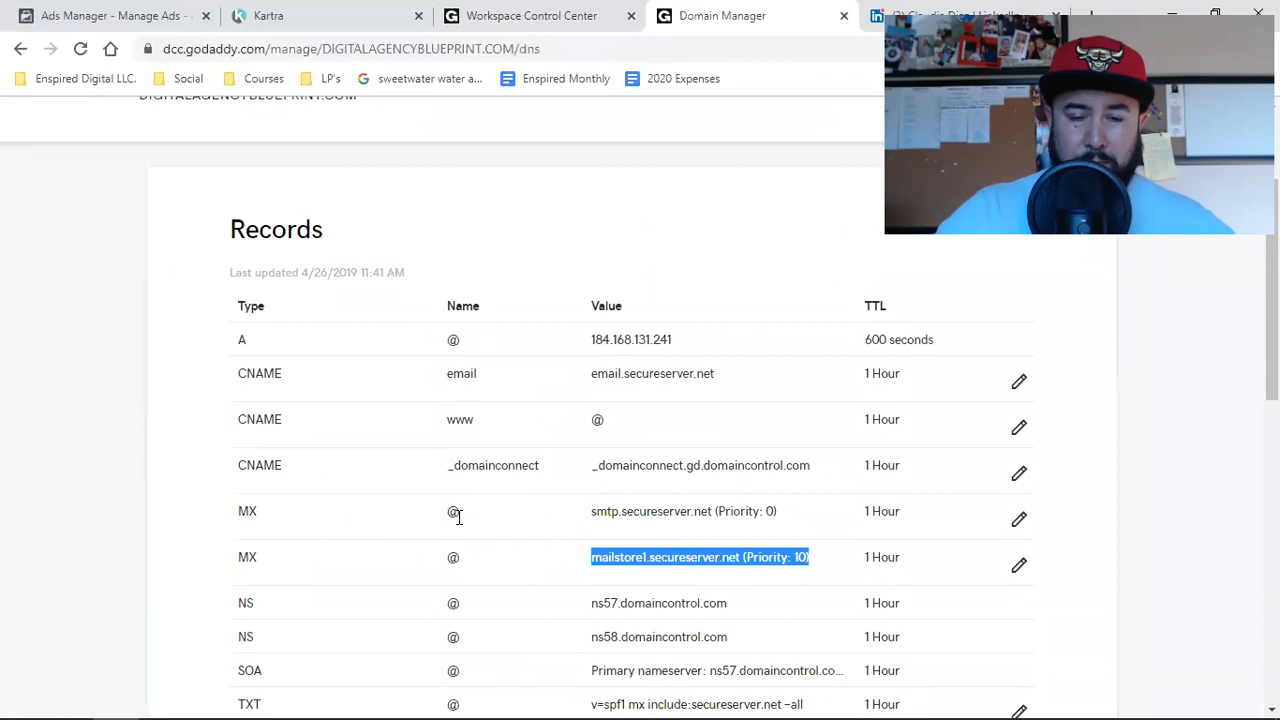 Ads Manager - Manage Ads
Kartra
Workspace Control Center
Domain Manager
dcc.godaddy.com/manage/DIGITALAGENCYBLUEPRINT.COM/dns
Enspired Digital LLC.
Social
Courses
LP's
Enspired Monthly
2020 Expenses
DIGITALAGENCYBLUEPRINT.COM
Records
Last updated 4/26/2019 11:41 AM
Type Name Value TTL
A @ 184.168.131.241 600 seconds
CNAME email email.secureserver.net 1 Hour
CNAME www @ 1 Hour
CNAME _domainconnect _domainconnect.gd.domaincontrol.com 1 Hour
MX @ smtp.secureserver.net (Priority: 0) 1 Hour
MX @ mailstore1.secureserver.net (Priority: 10) 1 Hour
NS @ ns57.domaincontrol.com 1 Hour
NS @ ns58.domaincontrol.com 1 Hour
SOA @ Primary nameserver: ns57.domaincontrol.co... 1 Hour
TXT @ v=spf1 mx include:secureserver.net -all 1 Hour